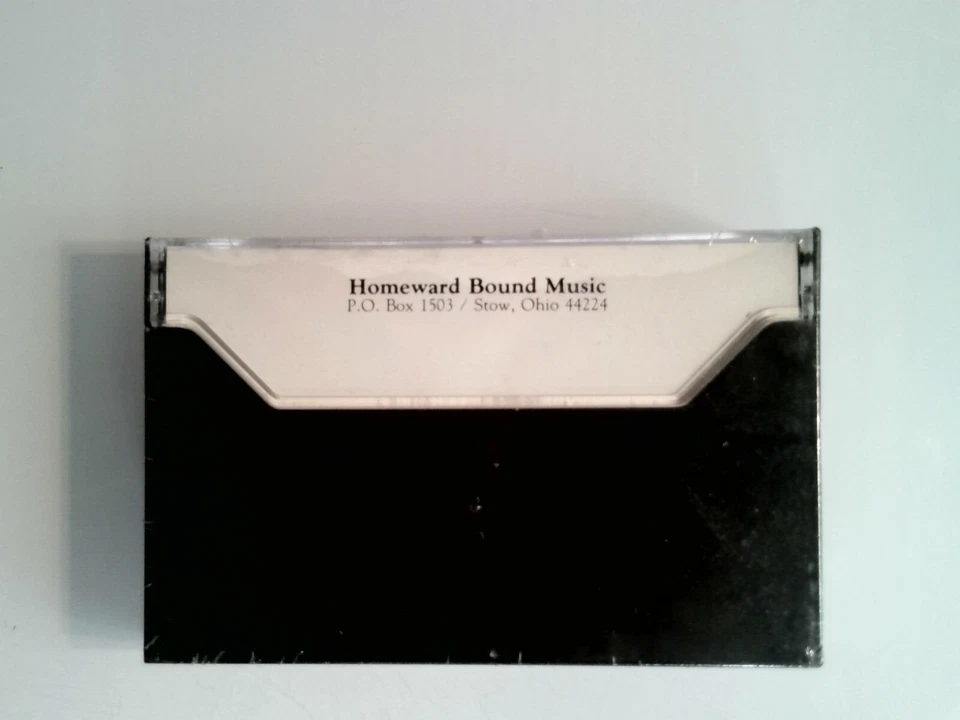 Homeward Bound Music
P.O. Box 1503 / Stow, Ohio 44224